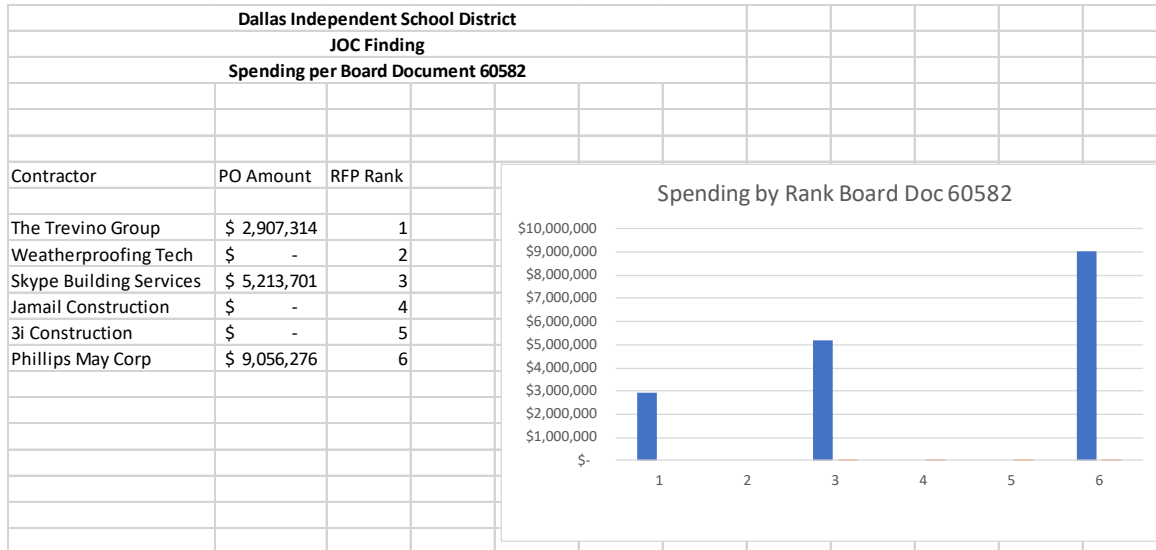 Dallas Independent School District
JOC Finding
Spending per Board Document 60582
Contractor PO Amount RFP Rank
The Trevino Group $ 2,907,314 1
Weatherproofing Tech $ - 2
Skype Building Services $ 5,213,701 3
Jamail Construction $ - 4
3i Construction $ - 5
Phillips May Corp $ 9,056,276 6
Spending by Rank Board Doc 60582
$10,000,000
$9,000,000
$8,000,000
$7,000,000
$6,000,000
$5,000,000
$4,000,000
$3,000,000
$2,000,000
$1,000,000
$-
1 2 3 4 5 6